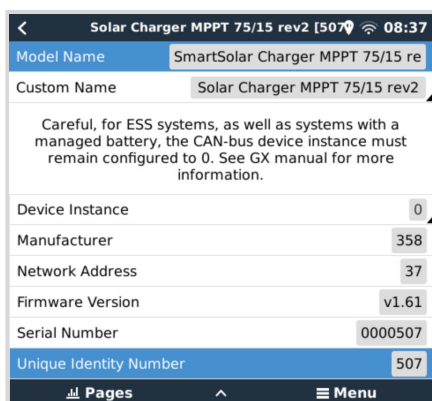 Solar Charger MPPT 75/15 rev2 [507 08:37
Model Name SmartSolar Charger MPPT 75/15 re
Custom Name Solar Charger MPPT 75/15 rev2
Careful, for ESS systems, as well as systems with a
managed battery, the CAN-bus device instance must
remain configured to 0. See GX manual for more
information.
Device Instance 0
Manufacturer 358
Network Address 37
Firmware Version v1.61
Serial Number 0000507
Unique Identity Number 507
Pages Menu